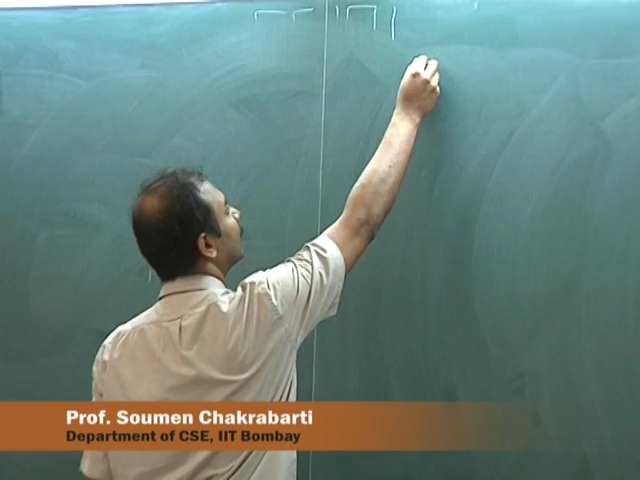 Prof. Soumen Chakrabarti
Department of CSE, IIT Bombay